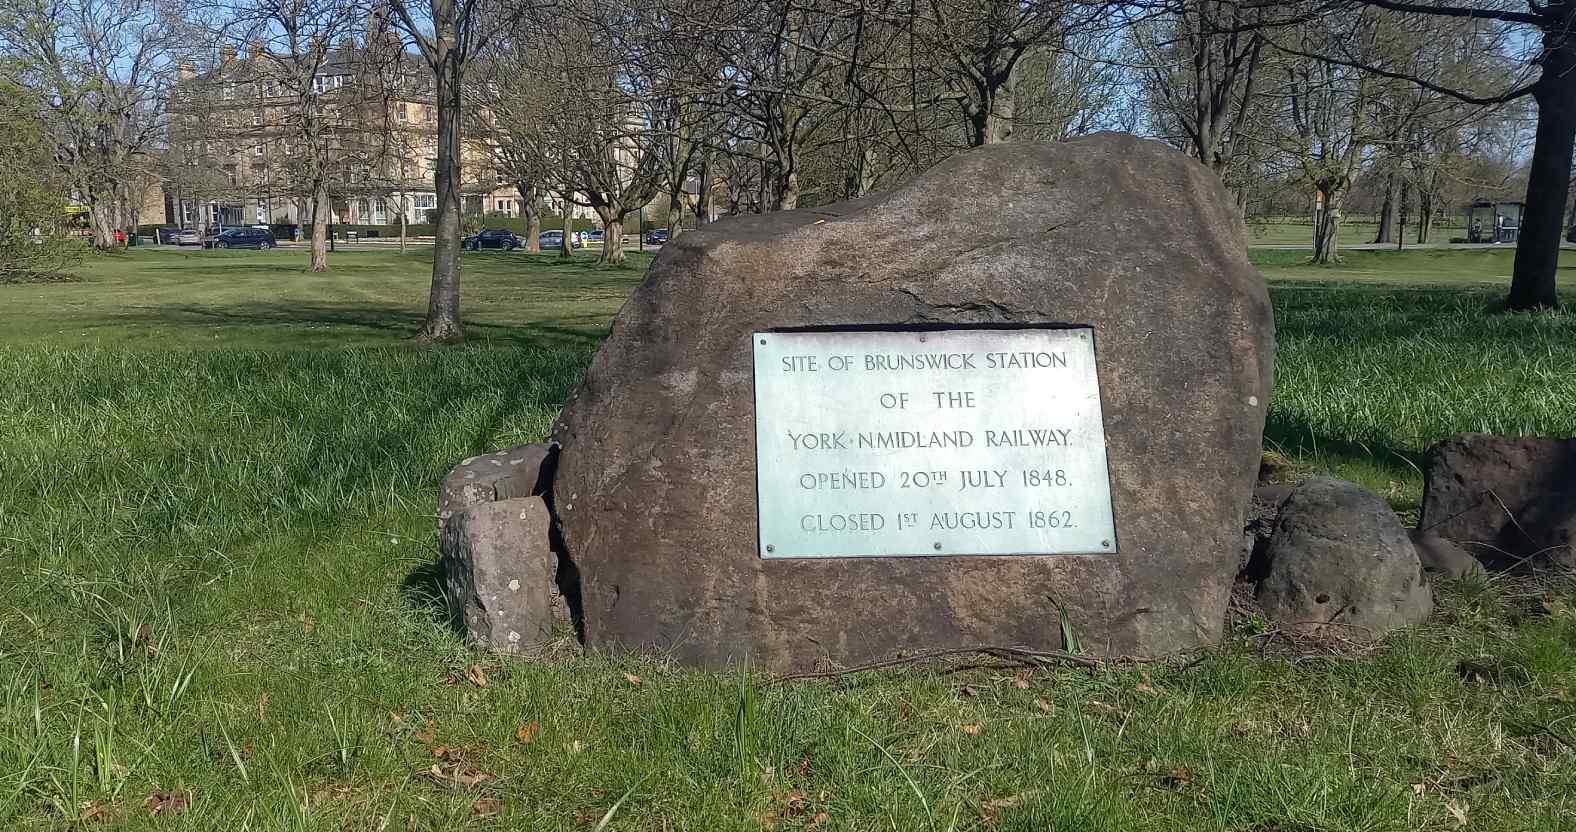 SITE OF BRUNSWICK STATION
OF THE
YORK·N·MIDLAND RAILWAY.
OPENED 20TH JULY 1848.
CLOSED 1ST AUGUST 1862.